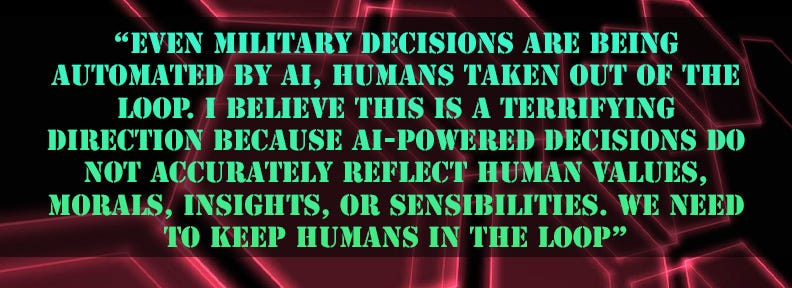 “EVEN MILITARY DECISIONS ARE BEING
AUTOMATED BY AI, HUMANS TAKEN OUT OF THE
LOOP. I BELIEVE THIS IS A TERRIFYING
DIRECTION BECAUSE AI-POWERED DECISIONS DO
NOT ACCURATELY REFLECT HUMAN VALUES,
MORALS, INSIGHTS, OR SENSIBILITIES. WE NEED
TO KEEP HUMANS IN THE LOOP”